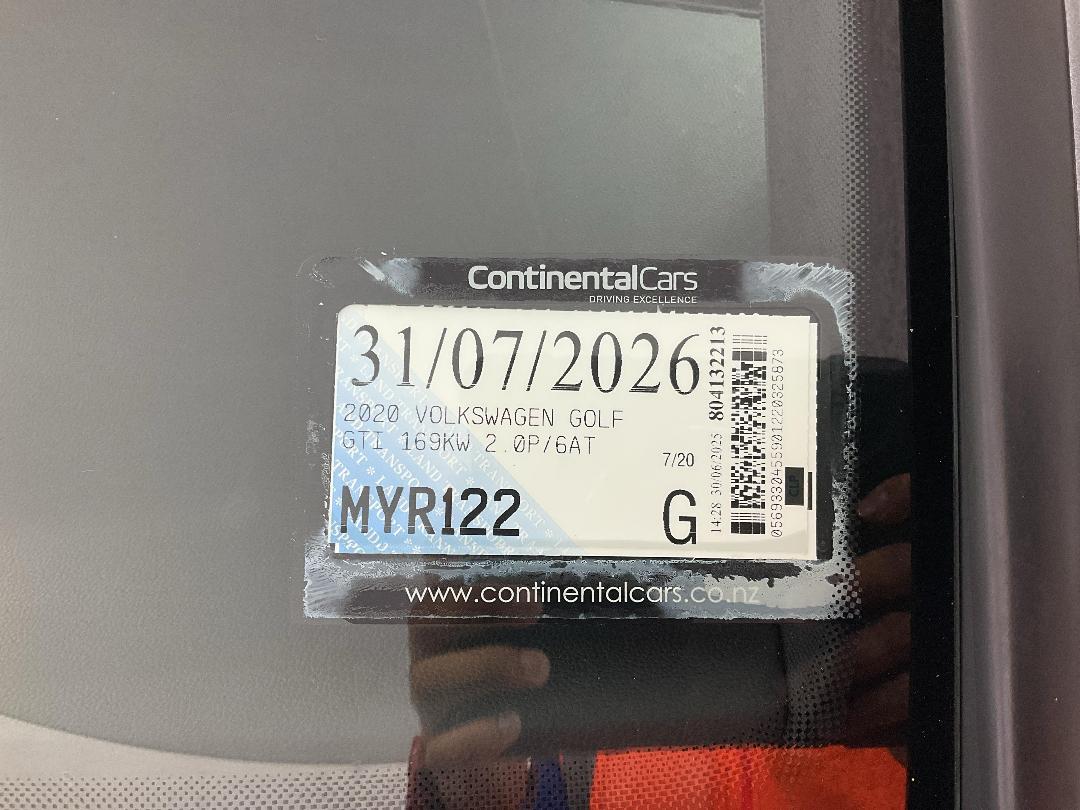 ContinentalCars
DRIVING EXCELLENCE
31/07/2026
2020 VOLKSWAGEN GOLF
GTI 169KW 2.0P/6AT
7/20
MYR122
G
14:28 30/06/2025 804132213
0569330455901220325873
CLP
www.continentalcars.co.nz